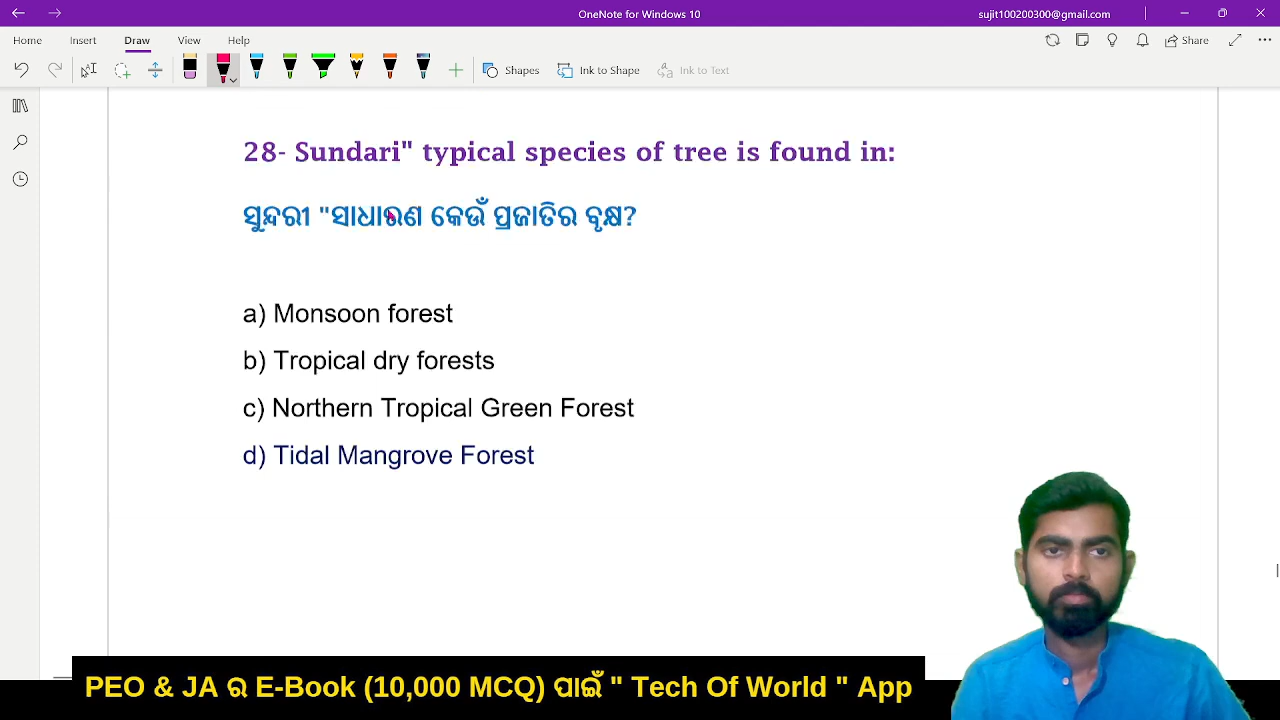 OneNote for Windows 10
sujit100200300@gmail.com
Home Insert Draw View Help
Share
Shapes Ink to Shape Ink to Text
28- Sundari" typical species of tree is found in:
ସୁନ୍ଦରୀ "ସାଧାରଣ କେଉଁ ପ୍ରଜାତିର ବୃକ୍ଷ?
a) Monsoon forest
b) Tropical dry forests
c) Northern Tropical Green Forest
d) Tidal Mangrove Forest
PEO & JA ର E-Book (10,000 MCQ) ପାଇଁ " Tech Of World " App